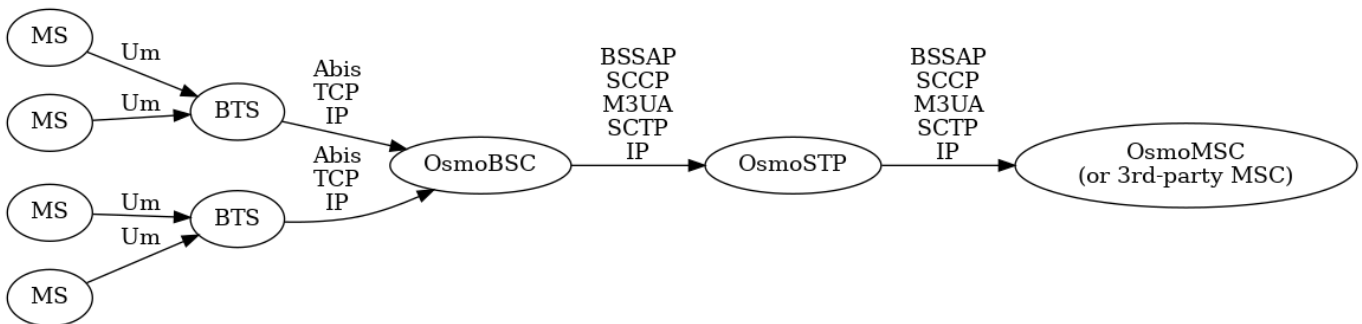 MS
Um
MS
Um
BTS
Abis
TCP
IP
MS
Um
MS
Um
BTS
Abis
TCP
IP
OsmoBSC
BSSAP
SCCP
M3UA
SCTP
IP
OsmoSTP
BSSAP
SCCP
M3UA
SCTP
IP
OsmoMSC
(or 3rd-party MSC)